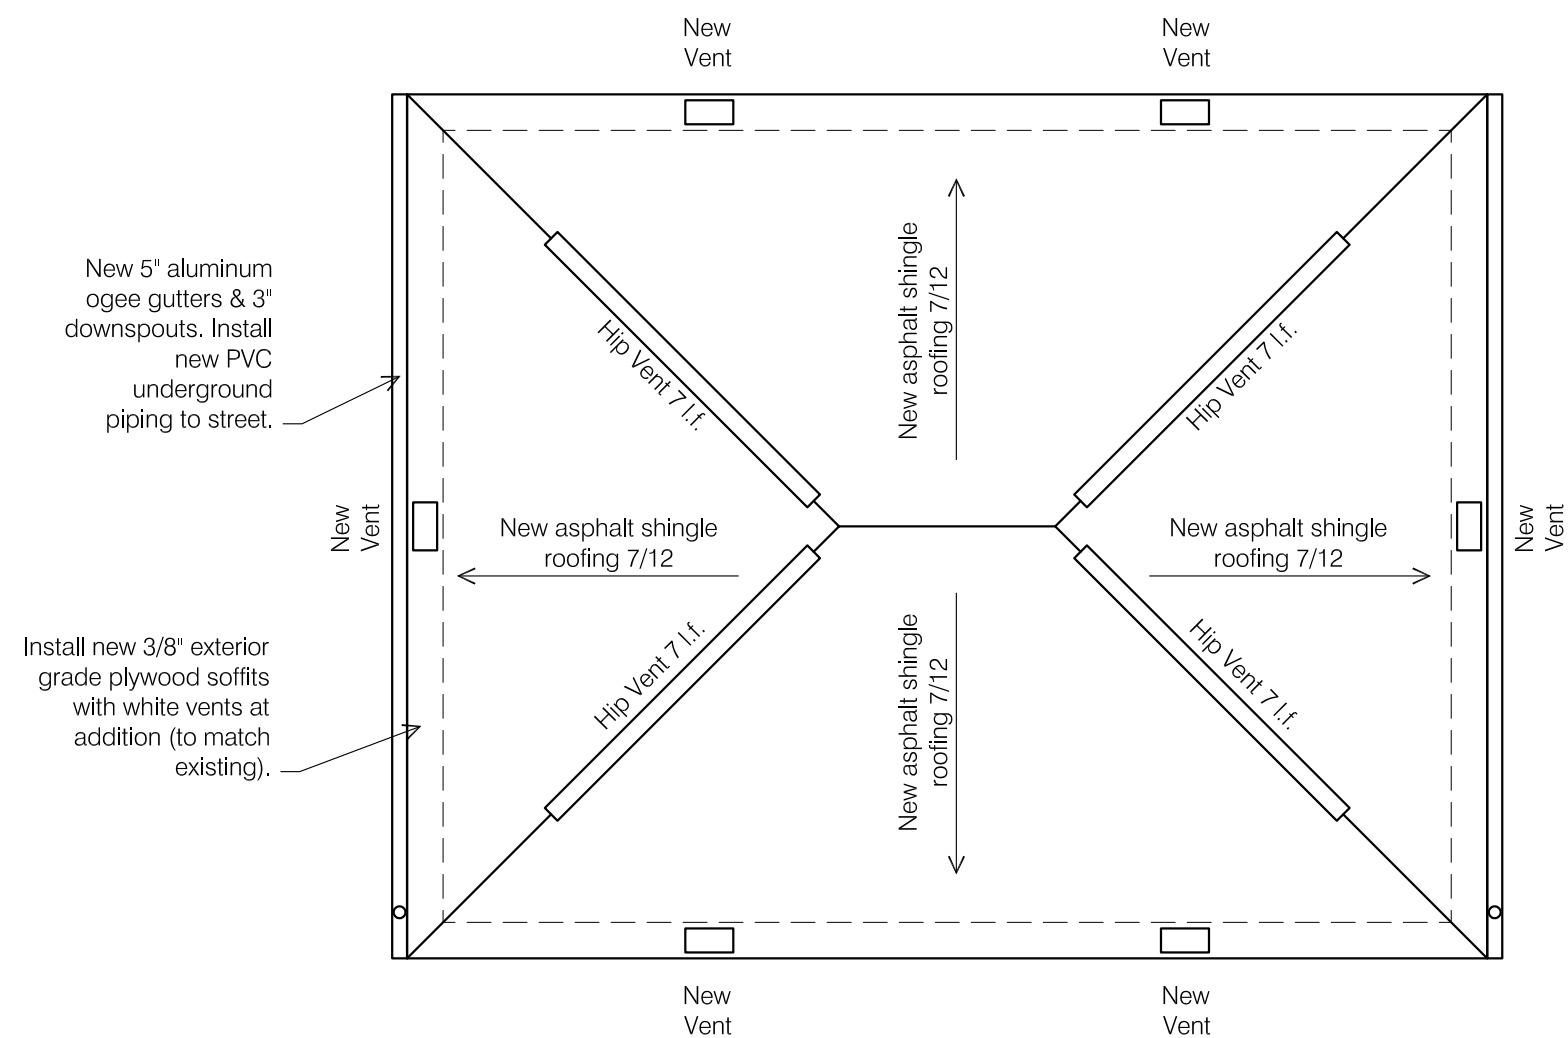 New
Vent
New
Vent
New 5" aluminum
ogee gutters & 3"
downspouts. Install
new PVC
underground
piping to street.
Hip Vent 7 l.f.
New asphalt shingle
roofing 7/12
Hip Vent 7 l.f.
New
Vent
New asphalt shingle
roofing 7/12
New asphalt shingle
roofing 7/12
New
Vent
Install new 3/8" exterior
grade plywood soffits
with white vents at
addition (to match
existing).
Hip Vent 7 l.f.
New asphalt shingle
roofing 7/12
Hip Vent 7 l.f.
New
Vent
New
Vent